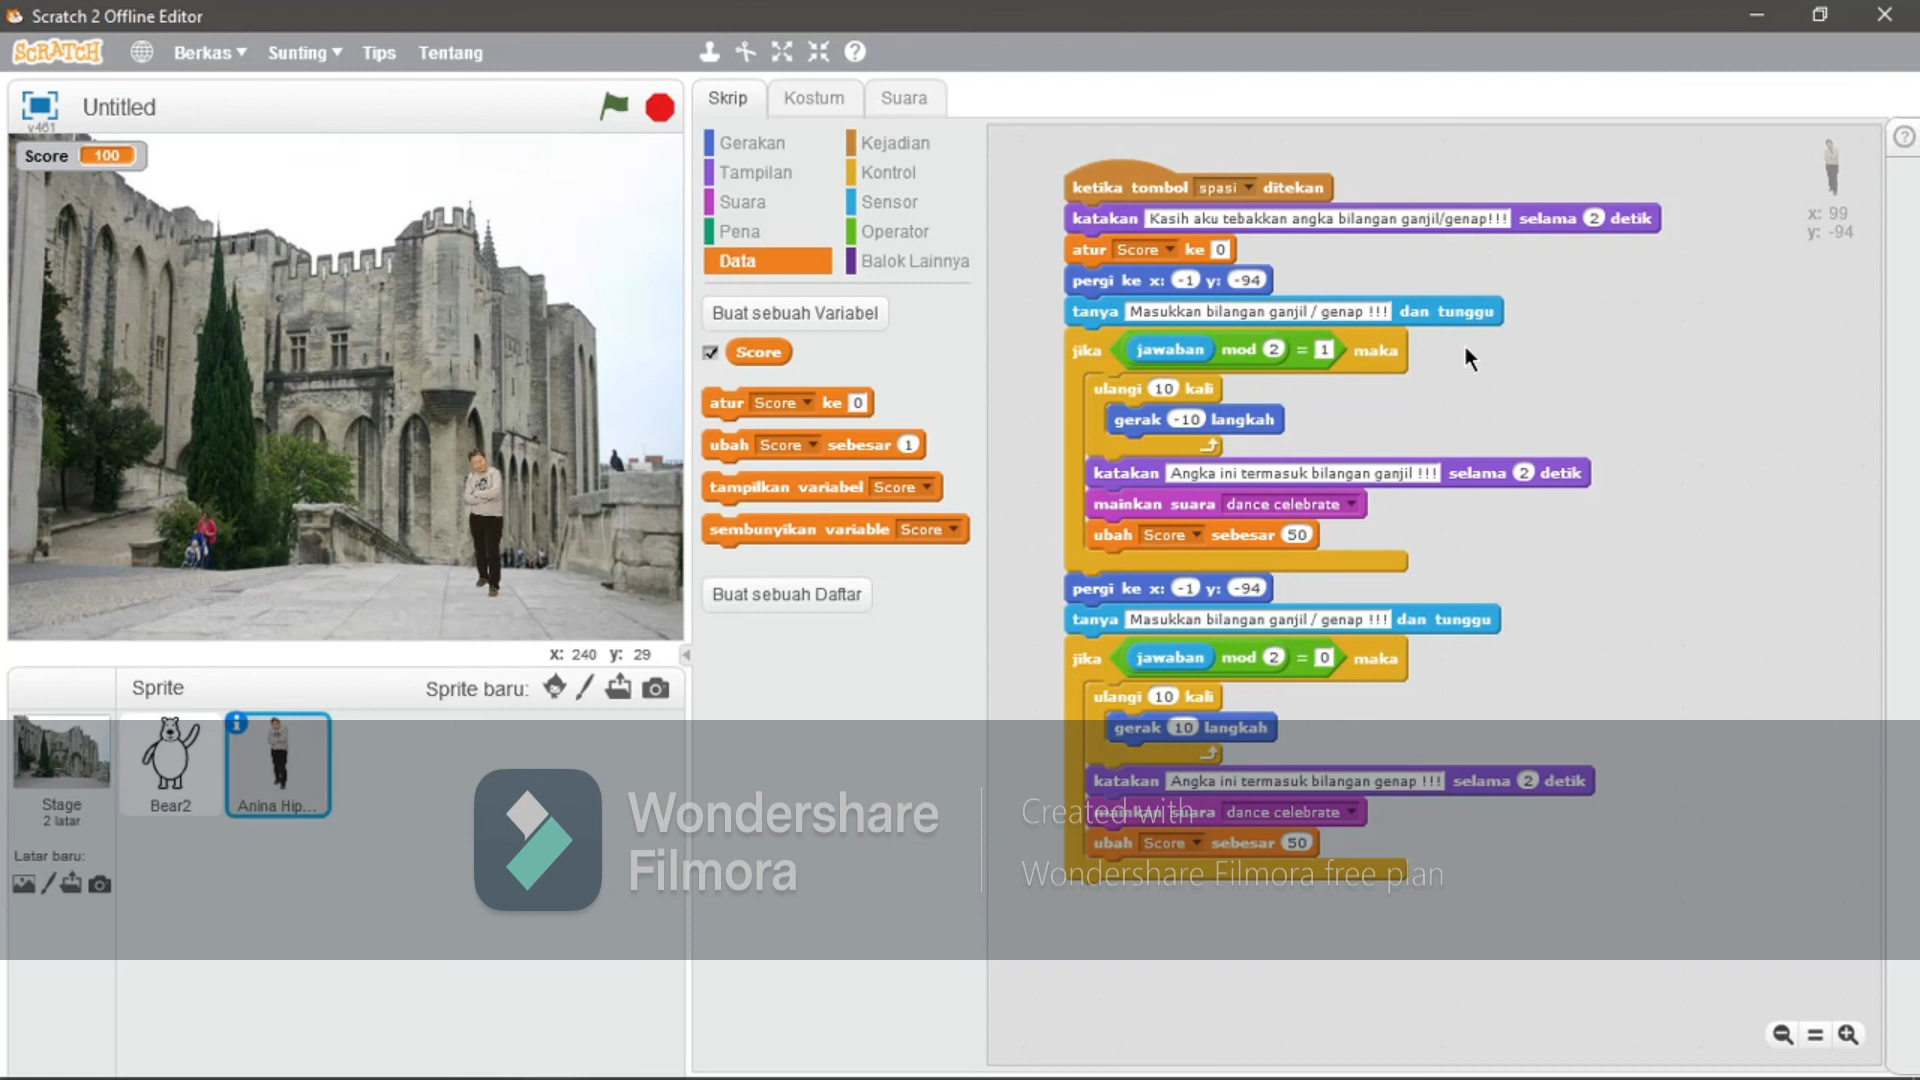 Scratch 2 Offline Editor
SCRATCH
Berkas
Sunting
Tips
Tentang
Untitled
v461
Score 100
x: 240 y: 29
Sprite
Sprite baru:
Stage
2 latar
Latar baru:
Bear2
Anina Hip...
Skrip
Kostum
Suara
Gerakan
Kejadian
Tampilan
Kontrol
Suara
Sensor
Pena
Operator
Data
Balok Lainnya
Buat sebuah Variabel
Score
atur Score ke 0
ubah Score sebesar 1
tampilkan variabel Score
sembunyikan variable Score
Buat sebuah Daftar
ketika tombol spasi ditekan
katakan Kasih aku tebakkan angka bilangan ganjil/genap!!! selama 2 detik
atur Score ke 0
pergi ke x: -1 y: -94
tanya Masukkan bilangan ganjil / genap !!! dan tunggu
jika jawaban mod 2 = 1 maka
ulangi 10 kali
gerak -10 langkah
katakan Angka ini termasuk bilangan ganjil !!! selama 2 detik
mainkan suara dance celebrate
ubah Score sebesar 50
pergi ke x: -1 y: -94
tanya Masukkan bilangan ganjil / genap !!! dan tunggu
jika jawaban mod 2 = 0 maka
ulangi 10 kali
gerak 10 langkah
katakan Angka ini termasuk bilangan genap !!! selama 2 detik
mainkan suara dance celebrate
ubah Score sebesar 50
x: 99
y: -94
Wondershare
Filmora
Created with
Wondershare Filmora free plan